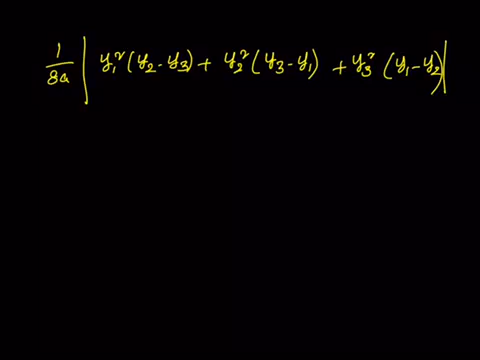 1/8a | y₁² (y₂ - y₃) + y₂² (y₃ - y₁) + y₃² (y₁ - y₂) |